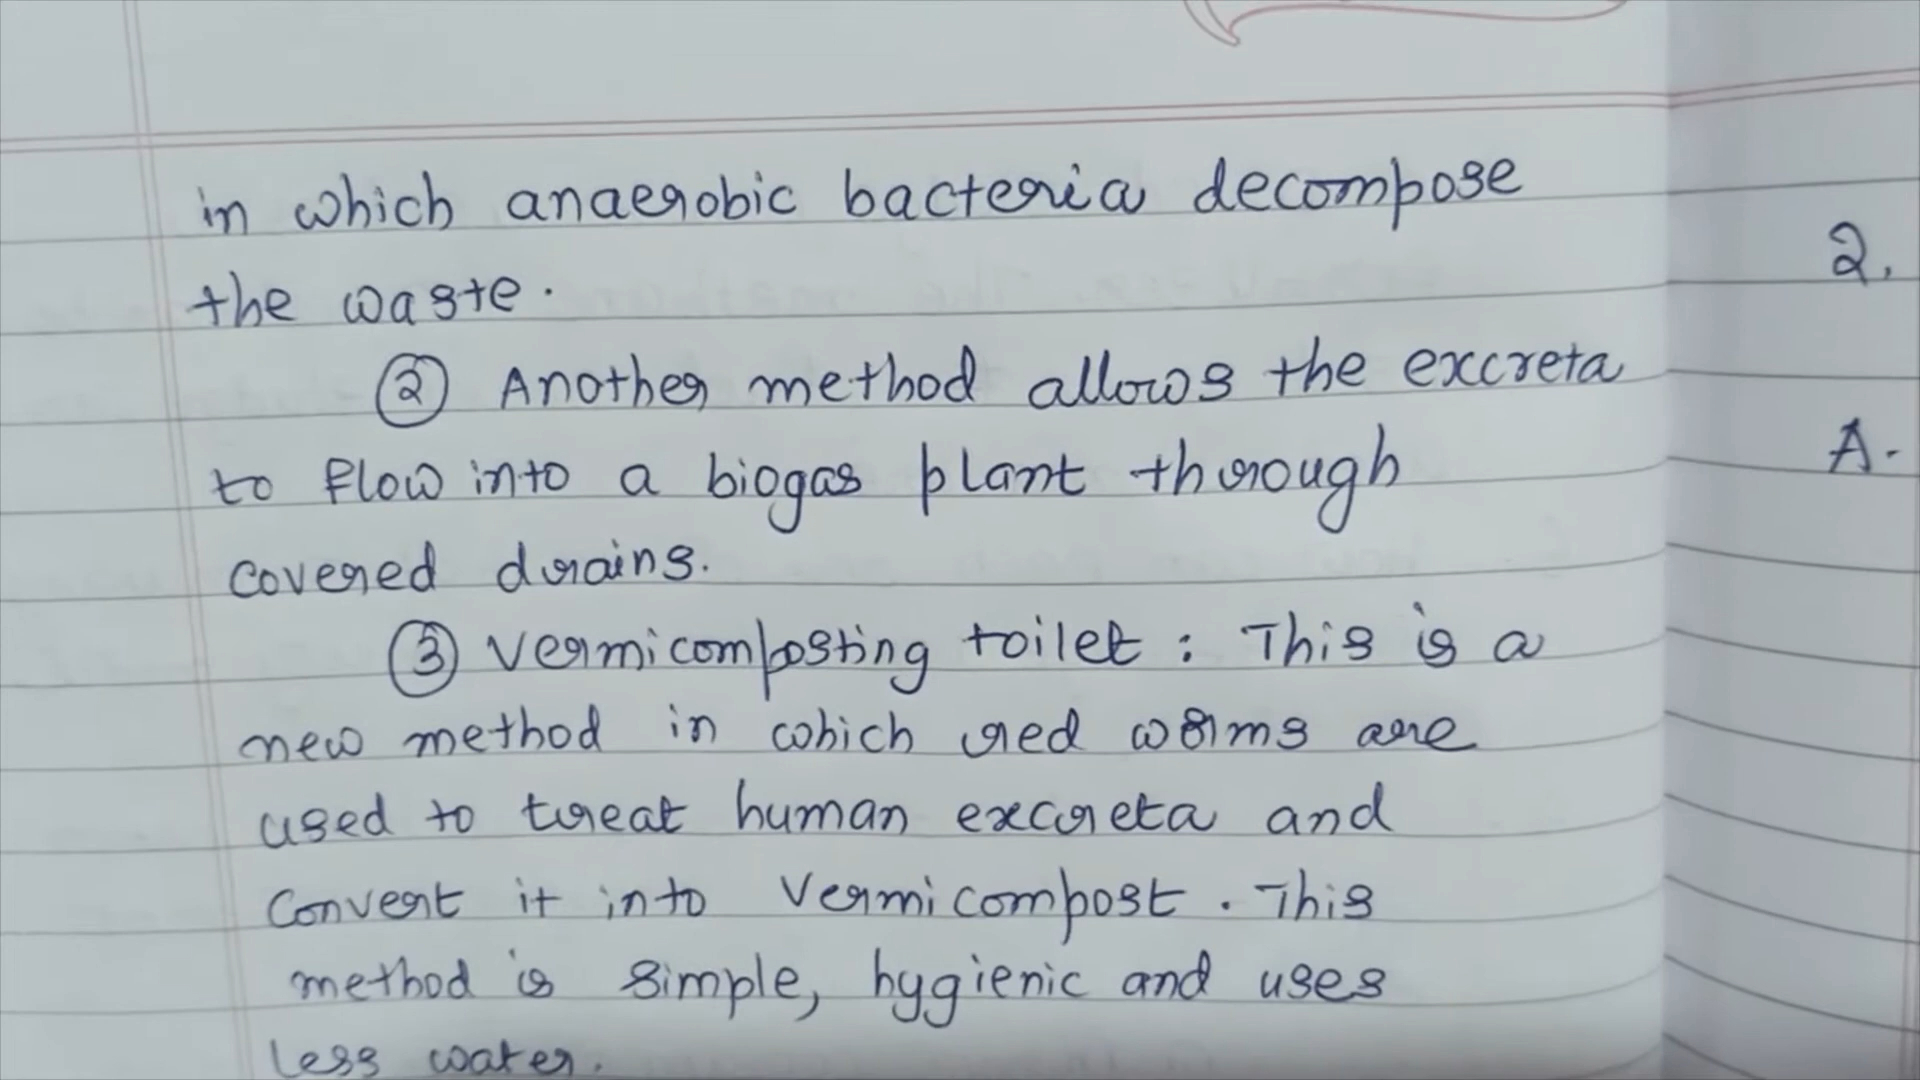 in which anaerobic bacteria decompose
the waste.
② Another method allows the excreta
to flow into a biogas plant through
covered drains.
③ Vermicomposting toilet : This is a
new method in which red worms are
used to treat human excreta and
convert it into Vermicompost. This
method is simple, hygienic and uses
less water.
2.
A.